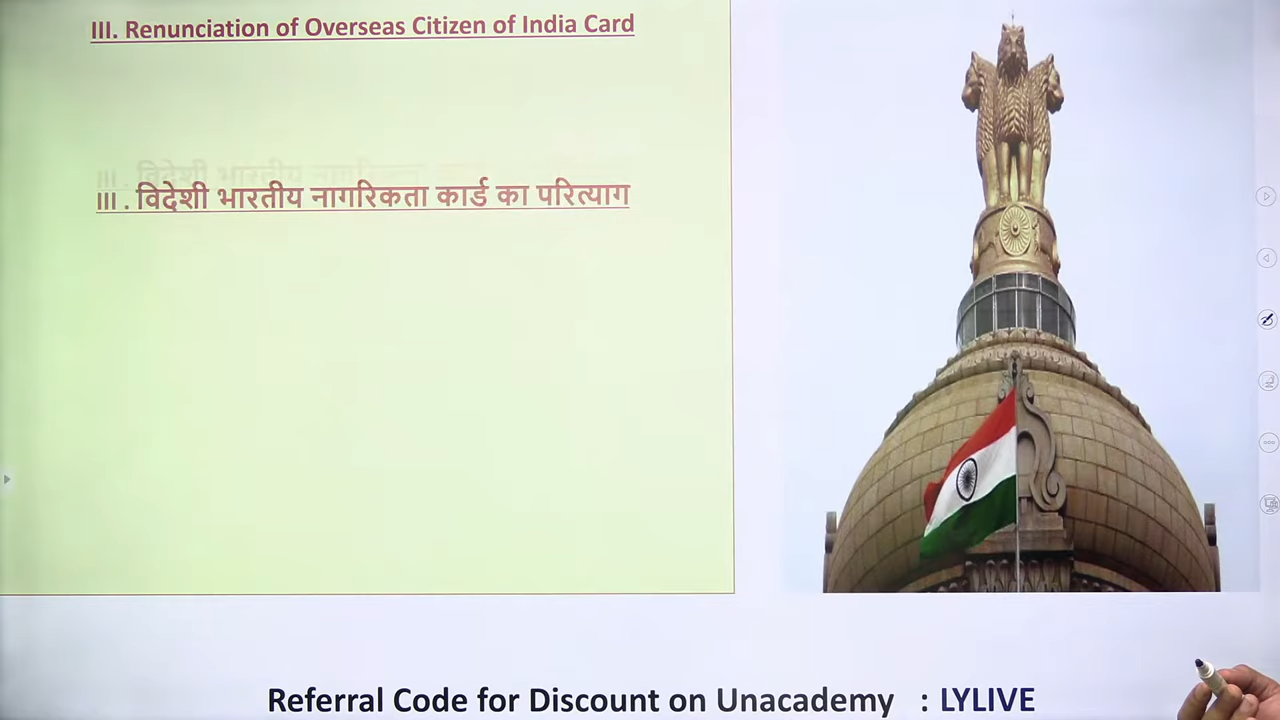 III. Renunciation of Overseas Citizen of India Card
III . विदेशी भारतीय नागरिकता कार्ड का परित्याग
Referral Code for Discount on Unacademy : LYLIVE